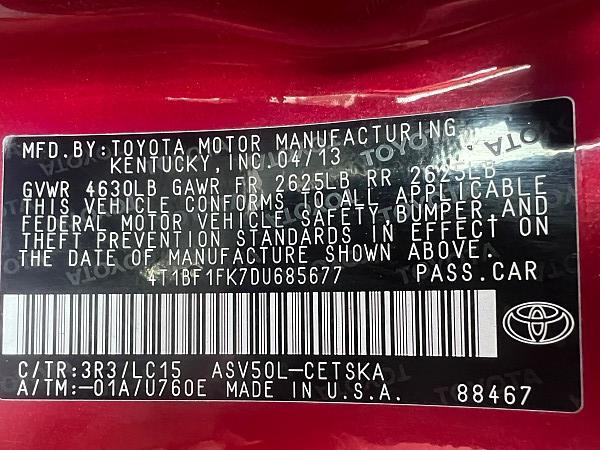 MFD.BY:TOYOTA MOTOR MANUFACTURING
KENTUCKY,INC.04/13
GVWR 4630LB GAWR FR 2625LB RR 2625LB
THIS VEHICLE CONFORMS TO ALL APPLICABLE
FEDERAL MOTOR VEHICLE SAFETY,BUMPER,AND
THEFT PREVENTION STANDARDS IN EFFECT ON
THE DATE OF MANUFACTURE SHOWN ABOVE.
4T1BF1FK7DU685677 PASS.CAR
C/TR:3R3/LC15 ASV50L-CETSKA
A/TM:-01A/U760E MADE IN U.S.A. 88467